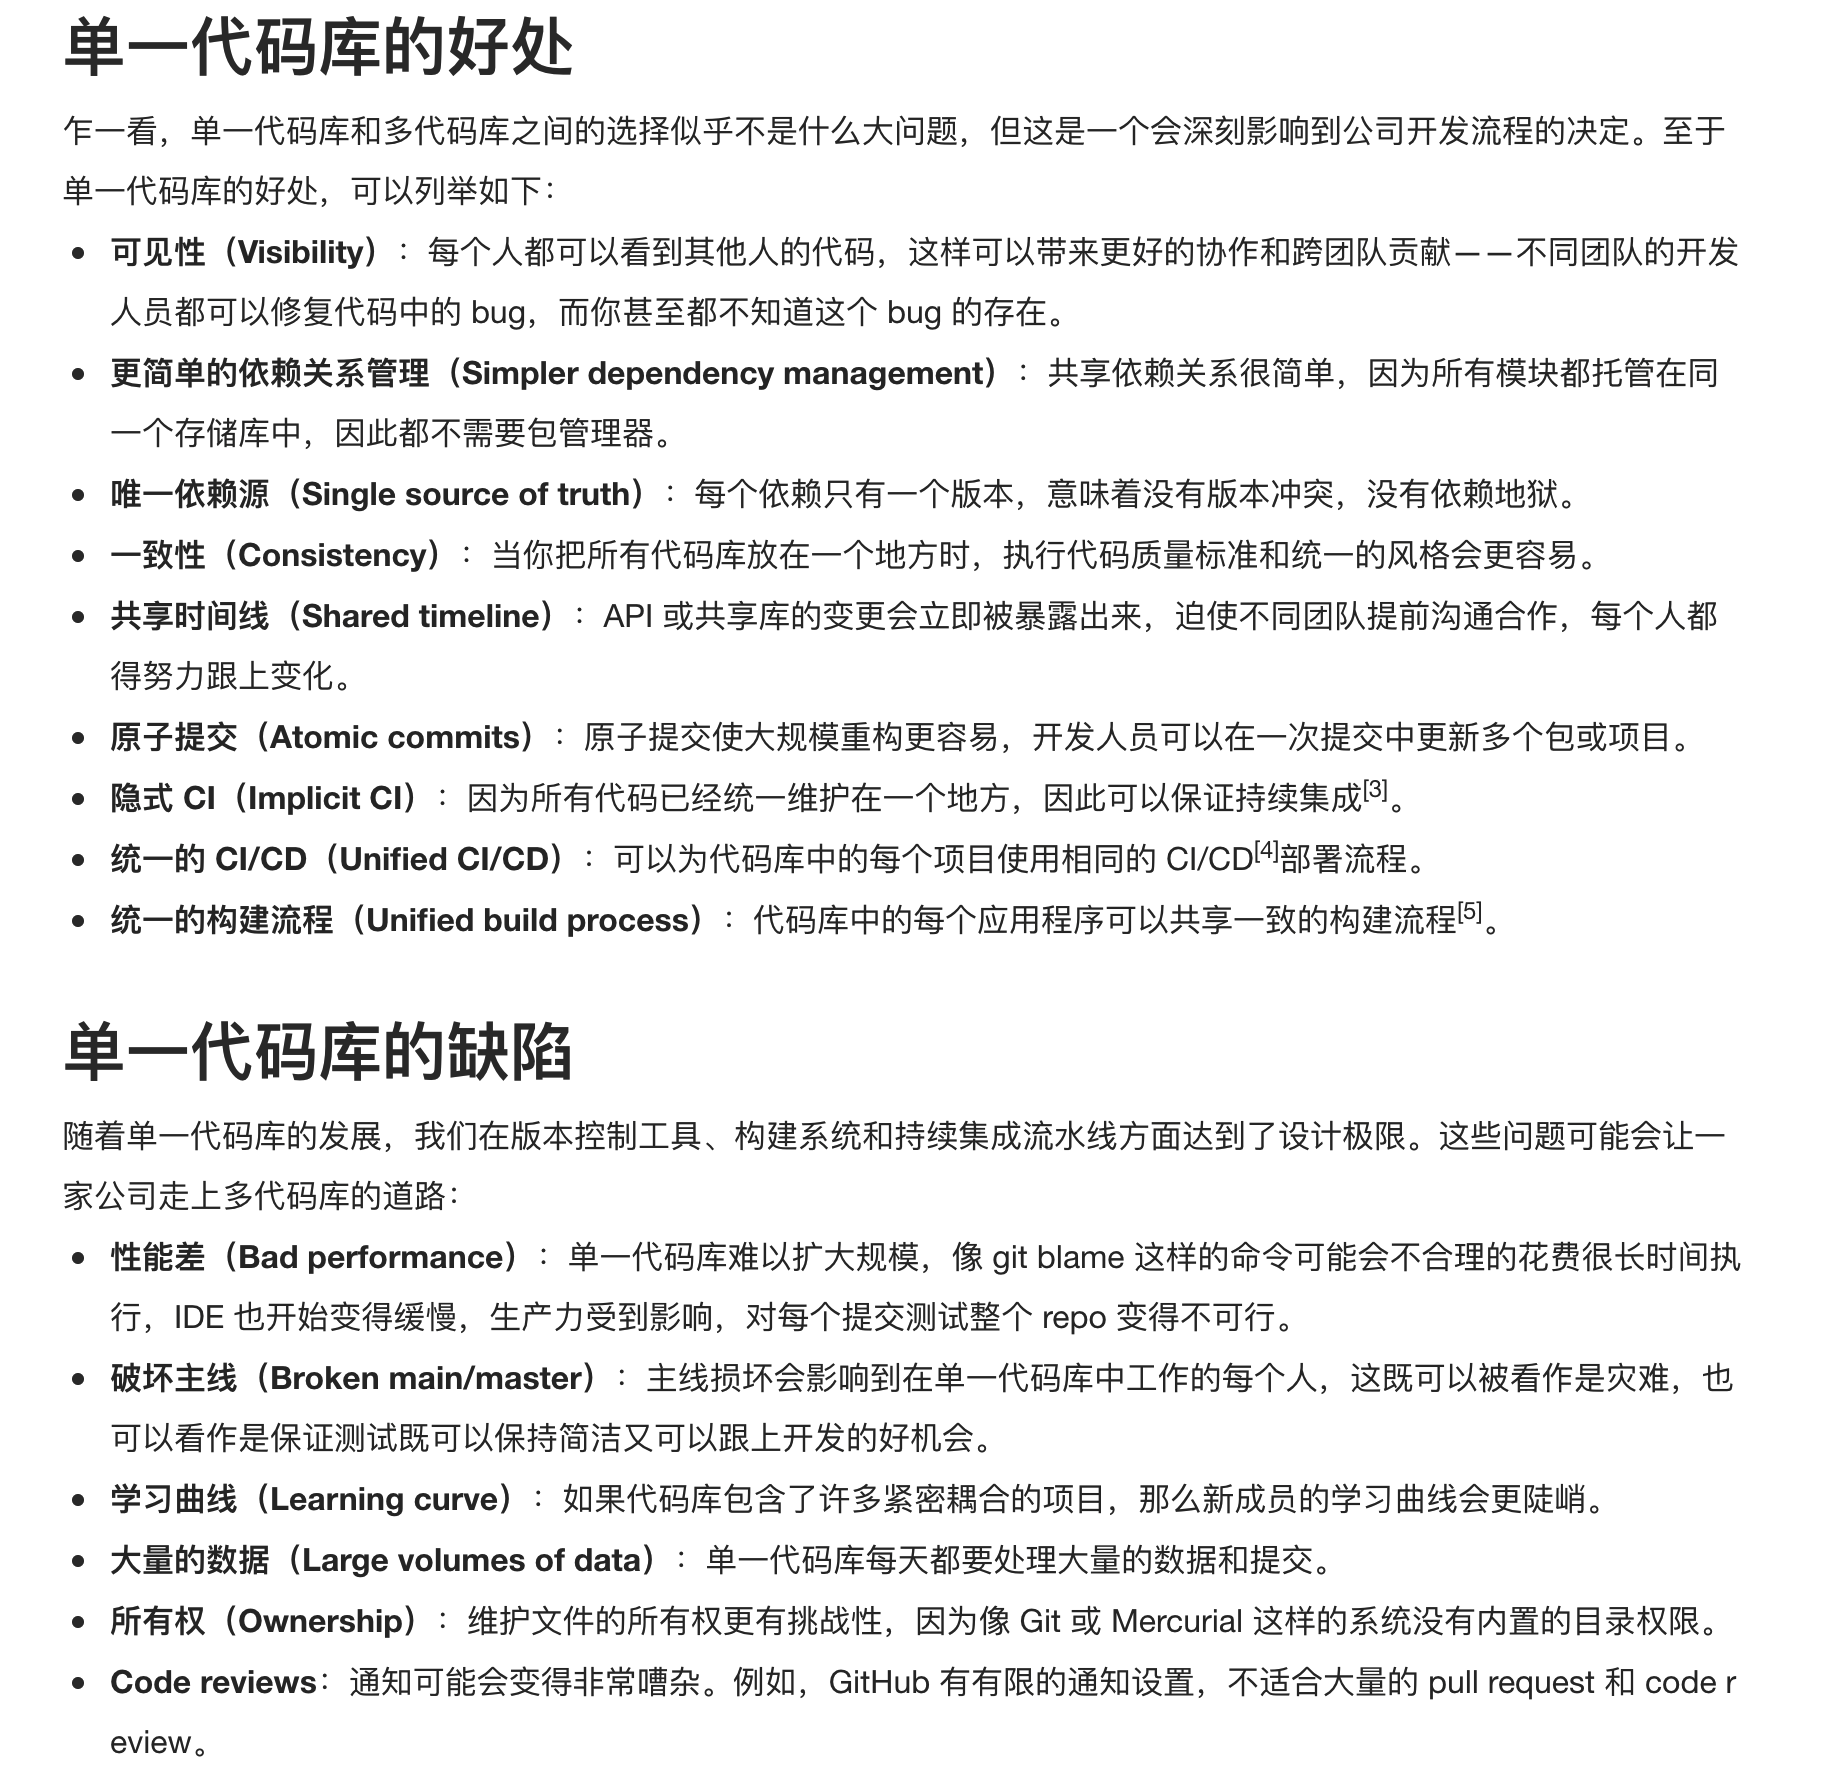 单一代码库的好处
乍一看，单一代码库和多代码库之间的选择似乎不是什么大问题，但这是一个会深刻影响到公司开发流程的决定。至于
单一代码库的好处，可以列举如下：
• 可见性（Visibility）：每个人都可以看到其他人的代码，这样可以带来更好的协作和跨团队贡献——不同团队的开发
人员都可以修复代码中的 bug，而你甚至都不知道这个 bug 的存在。
• 更简单的依赖关系管理（Simpler dependency management）：共享依赖关系很简单，因为所有模块都托管在同
一个存储库中，因此都不需要包管理器。
• 唯一依赖源（Single source of truth）：每个依赖只有一个版本，意味着没有版本冲突，没有依赖地狱。
• 一致性（Consistency）：当你把所有代码库放在一个地方时，执行代码质量标准和统一的风格会更容易。
• 共享时间线（Shared timeline）：API 或共享库的变更会立即被暴露出来，迫使不同团队提前沟通合作，每个人都
得努力跟上变化。
• 原子提交（Atomic commits）：原子提交使大规模重构更容易，开发人员可以在一次提交中更新多个包或项目。
• 隐式 CI（Implicit CI）：因为所有代码已经统一维护在一个地方，因此可以保证持续集成[3]。
• 统一的 CI/CD（Unified CI/CD）：可以为代码库中的每个项目使用相同的 CI/CD[4]部署流程。
• 统一的构建流程（Unified build process）：代码库中的每个应用程序可以共享一致的构建流程[5]。
单一代码库的缺陷
随着单一代码库的发展，我们在版本控制工具、构建系统和持续集成流水线方面达到了设计极限。这些问题可能会让一
家公司走上多代码库的道路：
• 性能差（Bad performance）：单一代码库难以扩大规模，像 git blame 这样的命令可能会不合理的花费很长时间执
行，IDE 也开始变得缓慢，生产力受到影响，对每个提交测试整个 repo 变得不可行。
• 破坏主线（Broken main/master）：主线损坏会影响到在单一代码库中工作的每个人，这既可以被看作是灾难，也
可以看作是保证测试既可以保持简洁又可以跟上开发的好机会。
• 学习曲线（Learning curve）：如果代码库包含了许多紧密耦合的项目，那么新成员的学习曲线会更陡峭。
• 大量的数据（Large volumes of data）：单一代码库每天都要处理大量的数据和提交。
• 所有权（Ownership）：维护文件的所有权更有挑战性，因为像 Git 或 Mercurial 这样的系统没有内置的目录权限。
• Code reviews：通知可能会变得非常嘈杂。例如，GitHub 有有限的通知设置，不适合大量的 pull request 和 code r
eview。